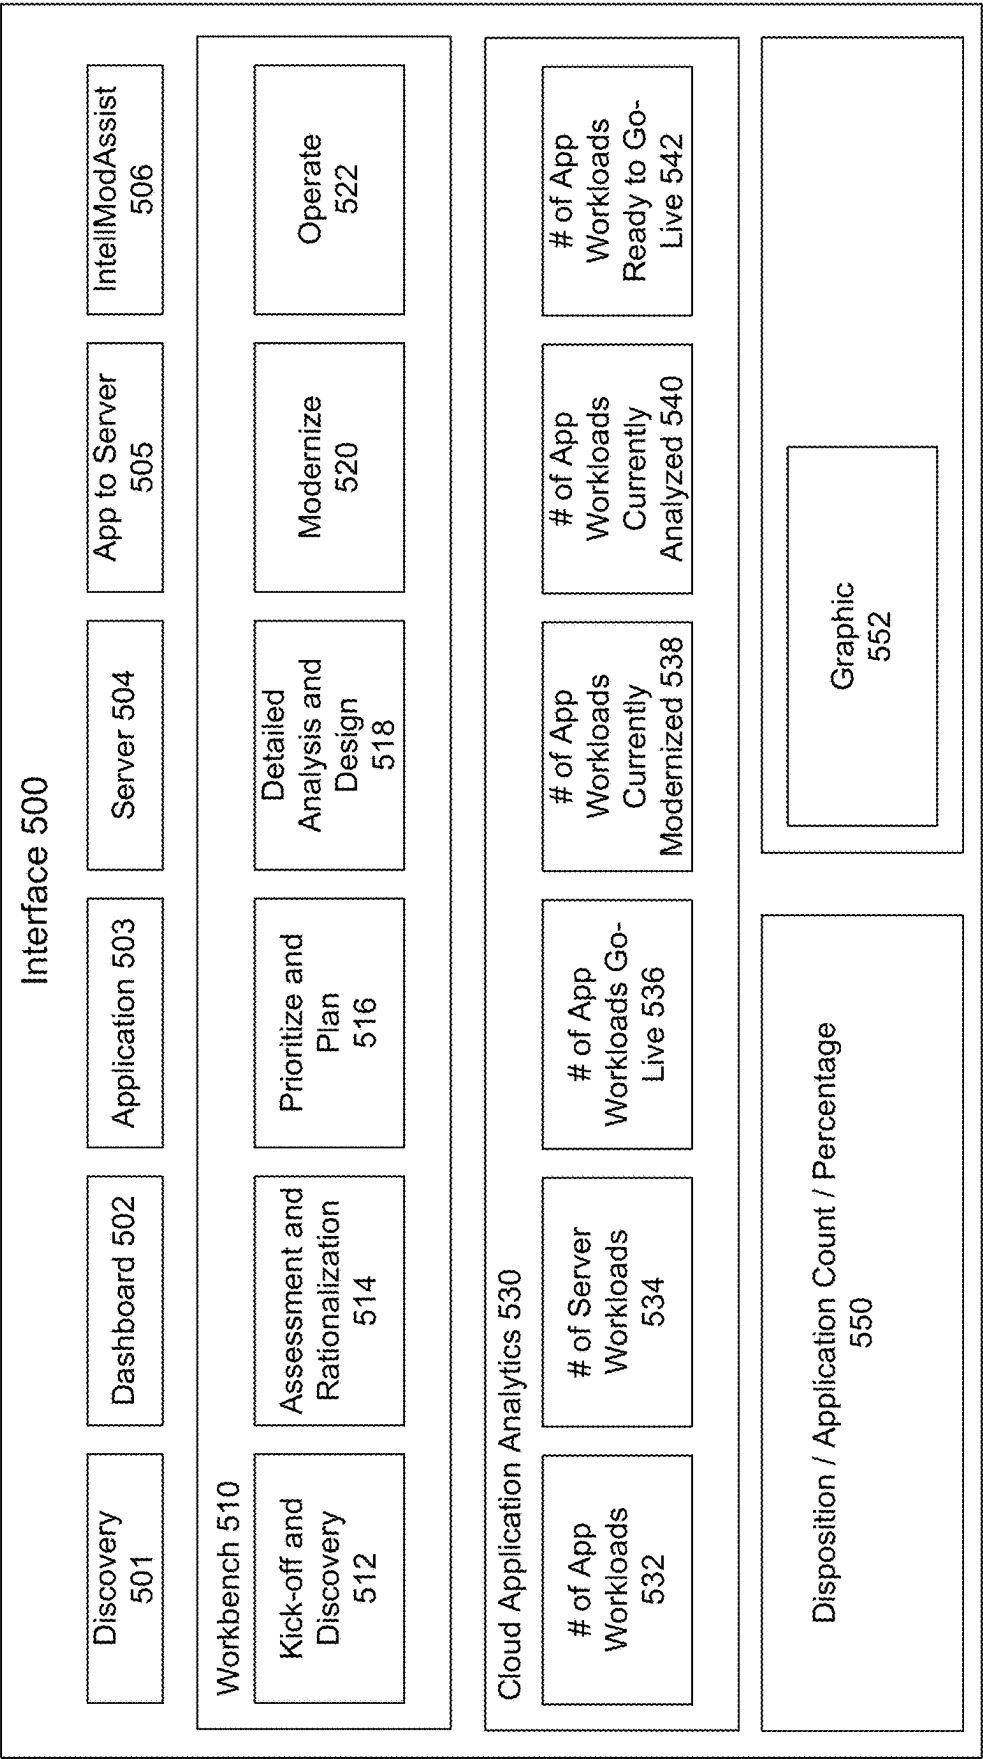 Interface 500
Discovery
501
Dashboard 502
Application 503
Server 504
App to Server
505
IntellModAssist
506
Workbench 510
Kick-off and
Discovery
512
Assessment and
Rationalization
514
Prioritize and
Plan
516
Detailed
Analysis and
Design
518
Modernize
520
Operate
522
Cloud Application Analytics 530
# of App
Workloads
532
# of Server
Workloads
534
# of App
Workloads Go-
Live 536
# of App
Workloads
Currently
Modernized 538
# of App
Workloads
Currently
Analyzed 540
# of App
Workloads
Ready to Go-
Live 542
Disposition / Application Count / Percentage
550
Graphic
552